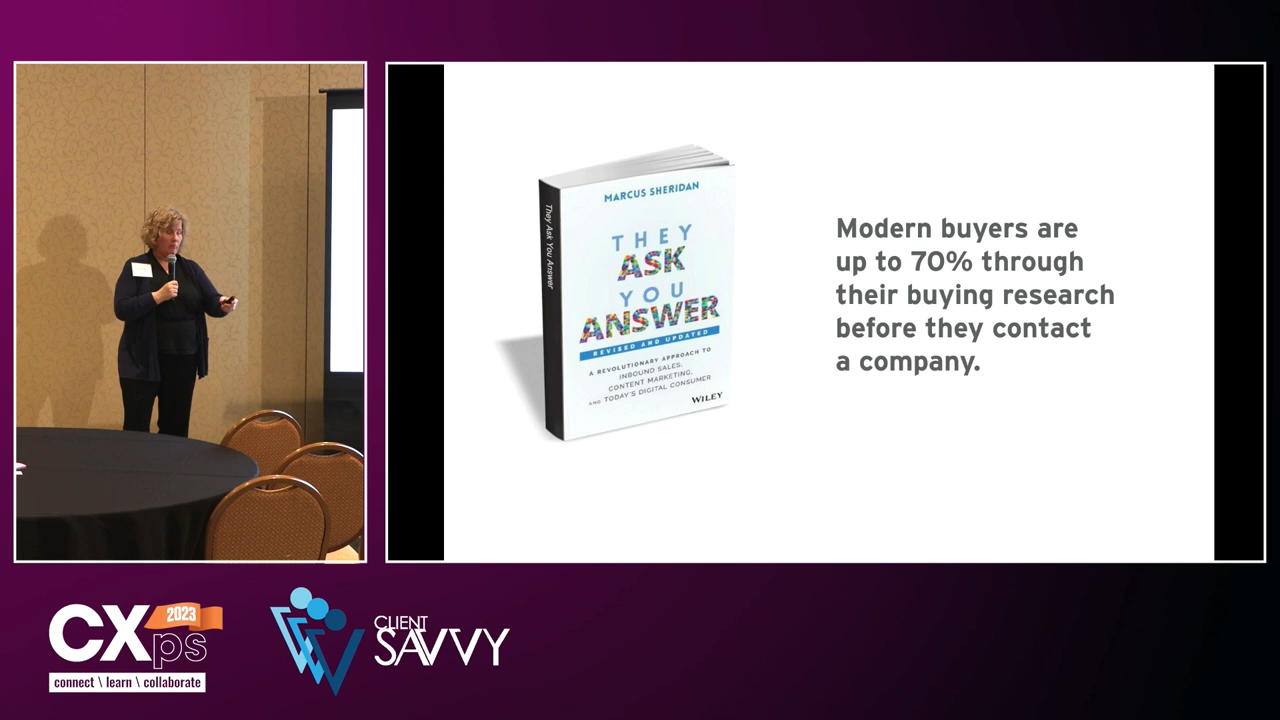 They Ask You Answer
MARCUS SHERIDAN
THEY
ASK
YOU
ANSWER
REVISED AND UPDATED
A REVOLUTIONARY APPROACH TO
INBOUND SALES,
CONTENT MARKETING,
AND TODAY'S DIGITAL CONSUMER
WILEY
Modern buyers are
up to 70% through
their buying research
before they contact
a company.
CX 2023
ps
connect \ learn \ collaborate
CLIENT
SAVVY